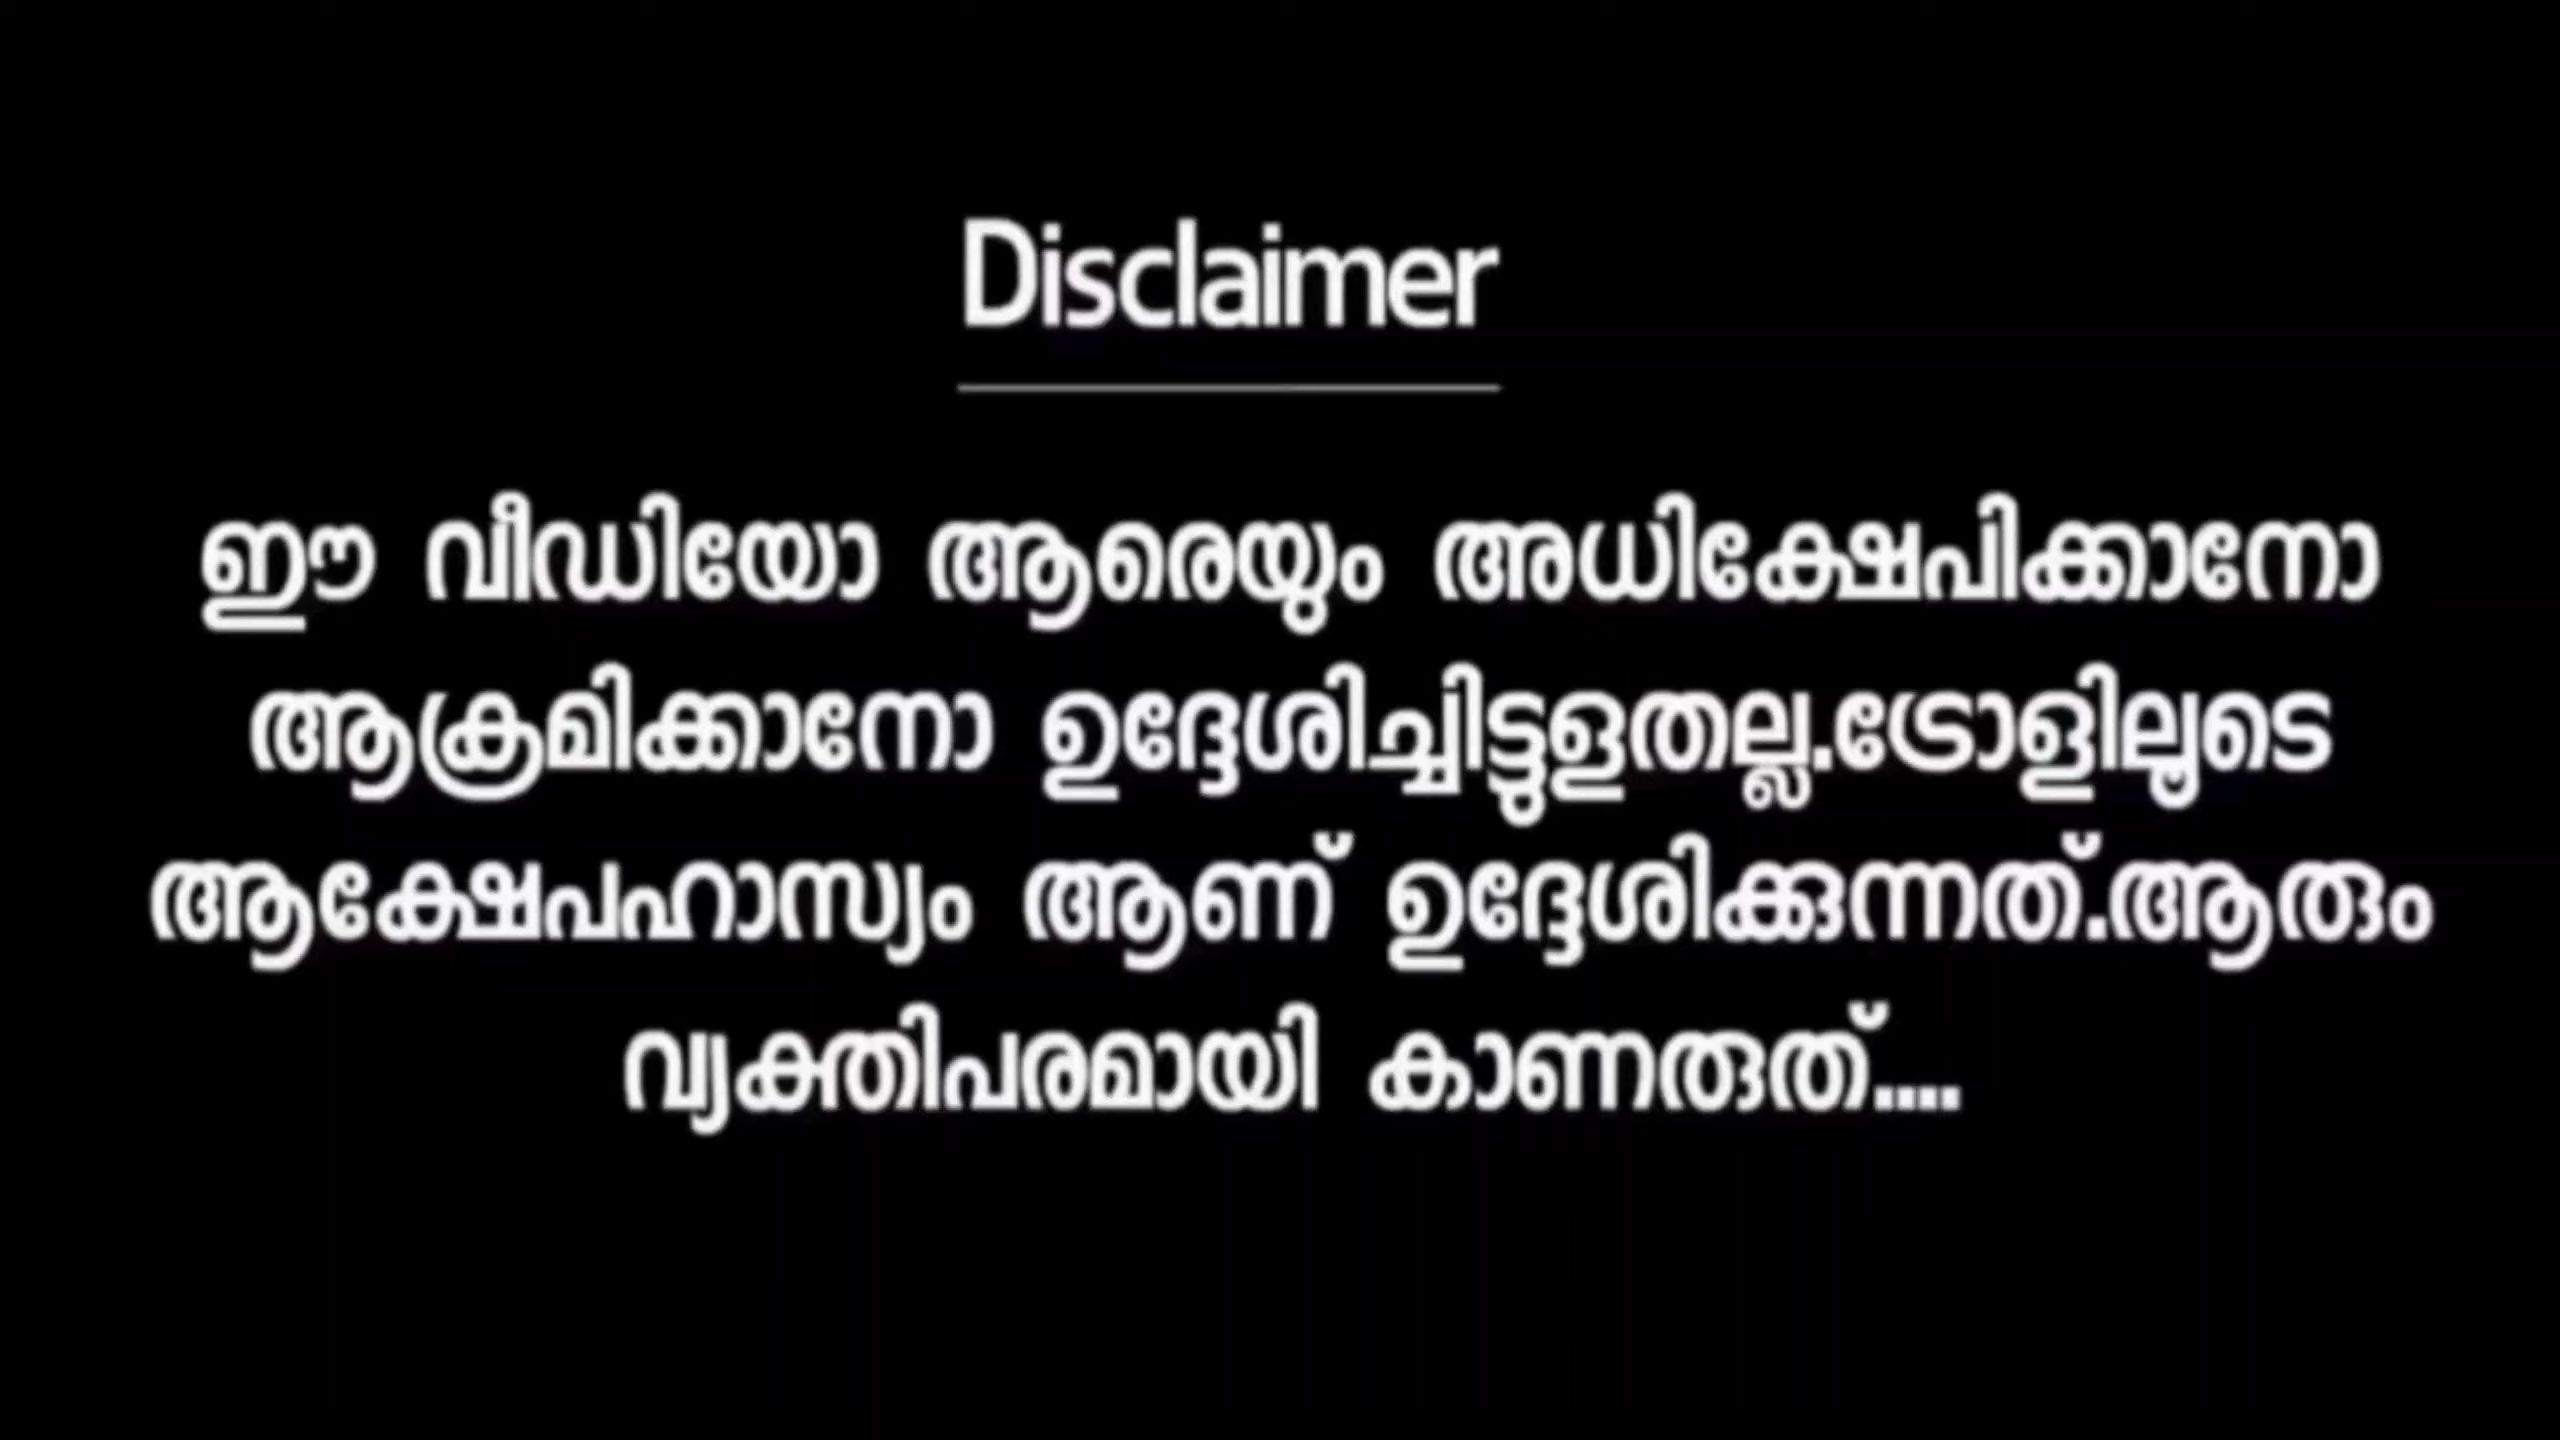 Disclaimer
ഈ വീഡിയോ ആരെയും അധിക്ഷേപിക്കാനോ
ആക്രമിക്കാനോ ഉദ്ദേശിച്ചിട്ടുളതല്ല.ട്രോളിലൂടെ
ആക്ഷേപഹാസ്യം ആണ് ഉദ്ദേശിക്കുന്നത്.ആരും
വ്യക്തിപരമായി കാണരുത്....